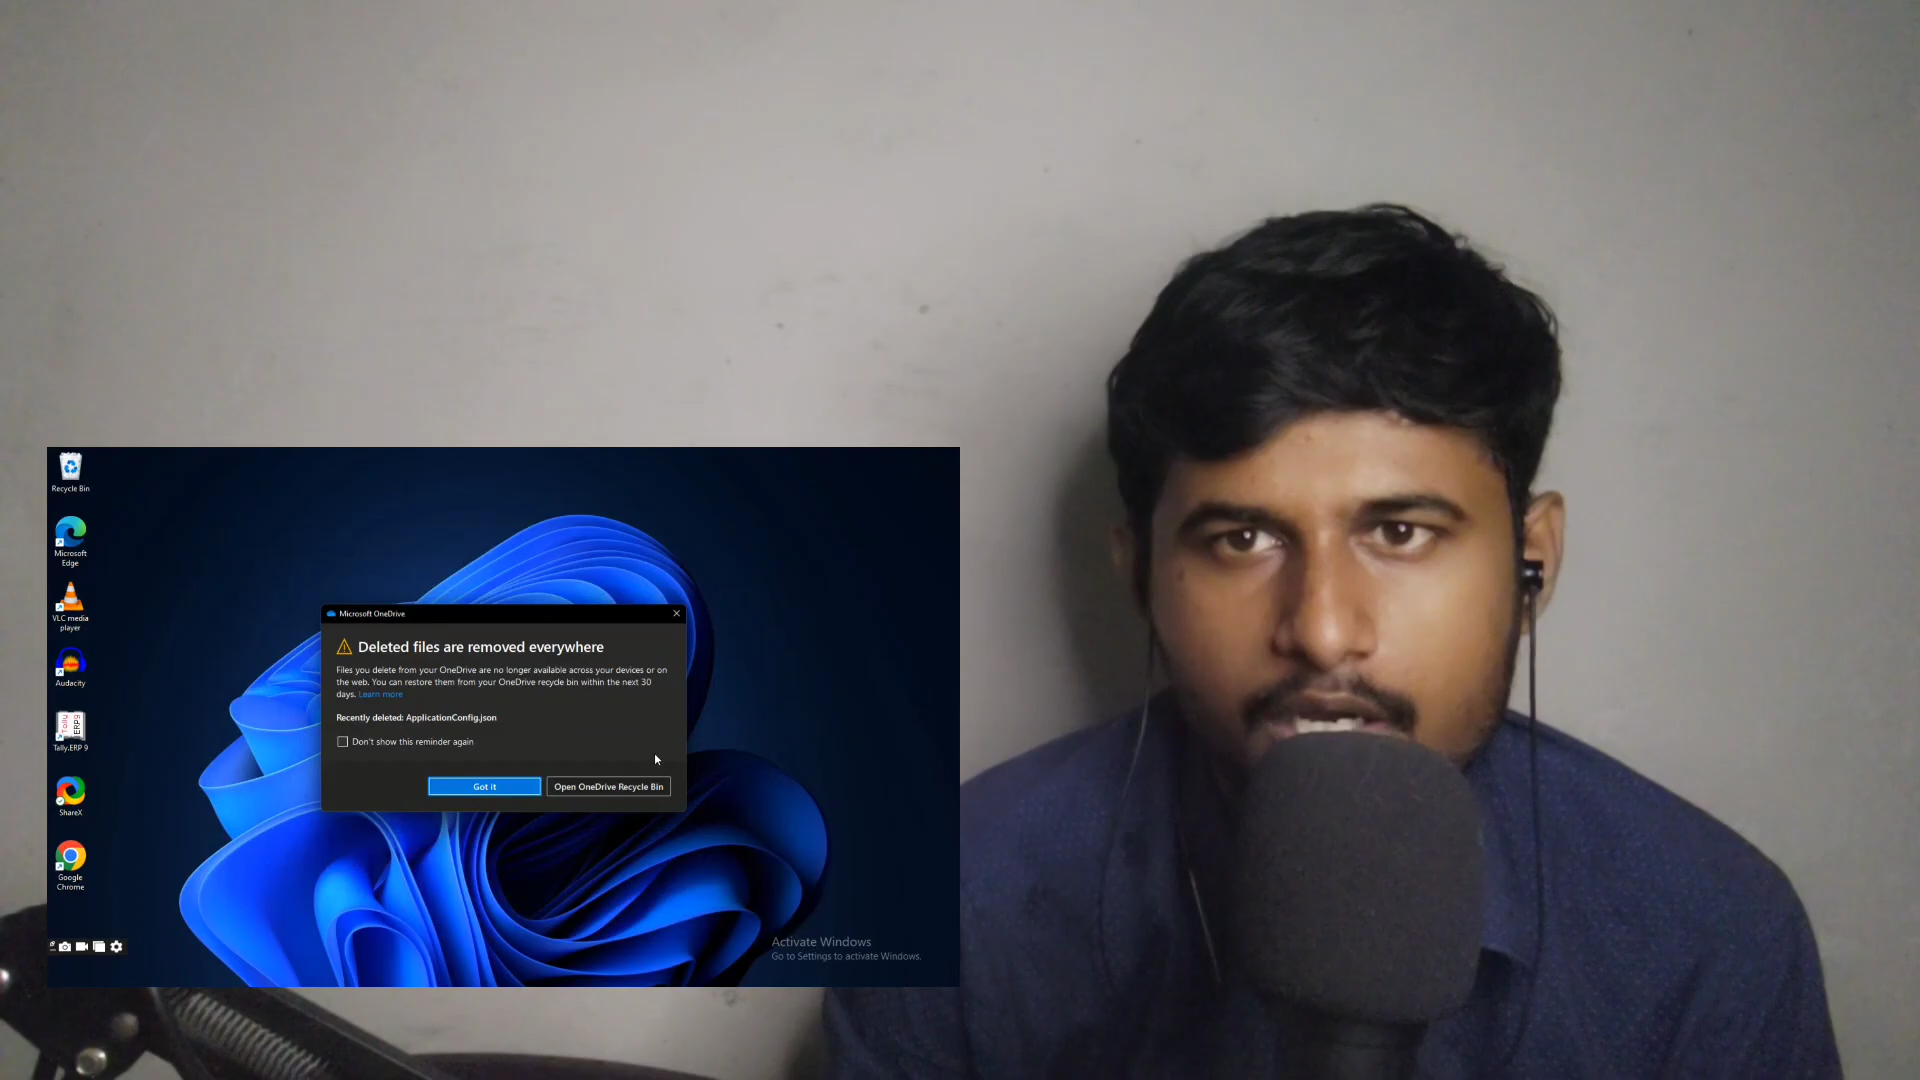 Recycle Bin
Microsoft
Edge
VLC media
player
Audacity
Tally
ERP9
Tally.ERP 9
ShareX
Google
Chrome
Microsoft OneDrive
Deleted files are removed everywhere
Files you delete from your OneDrive are no longer available across your devices or on
the web. You can restore them from your OneDrive recycle bin within the next 30
days. Learn more
Recently deleted: ApplicationConfig.json
Don't show this reminder again
Got it
Open OneDrive Recycle Bin
Activate Windows
Go to Settings to activate Windows.